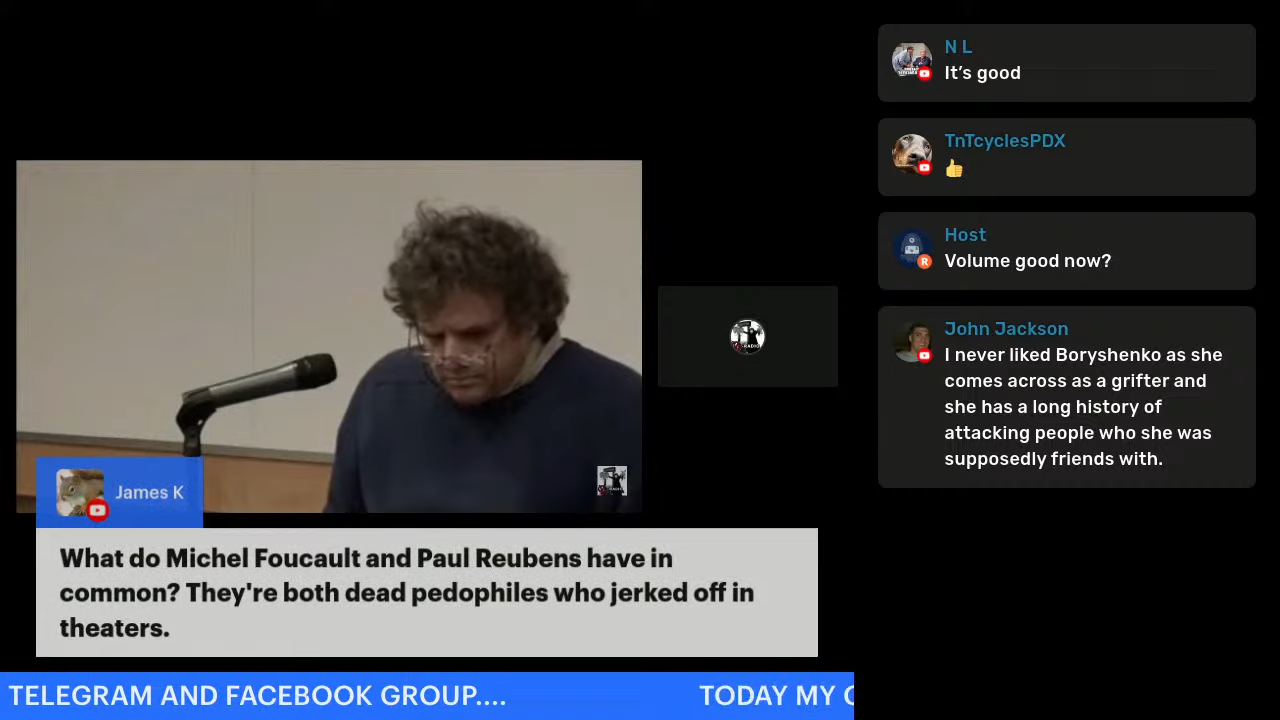 N L
It's good
TnTcyclesPDX
👍
Host
Volume good now?
John Jackson
I never liked Boryshenko as she
comes across as a grifter and
she has a long history of
attacking people who she was
supposedly friends with.
James K
What do Michel Foucault and Paul Reubens have in
common? They're both dead pedophiles who jerked off in
theaters.
TELEGRAM AND FACEBOOK GROUP.... TODAY MY